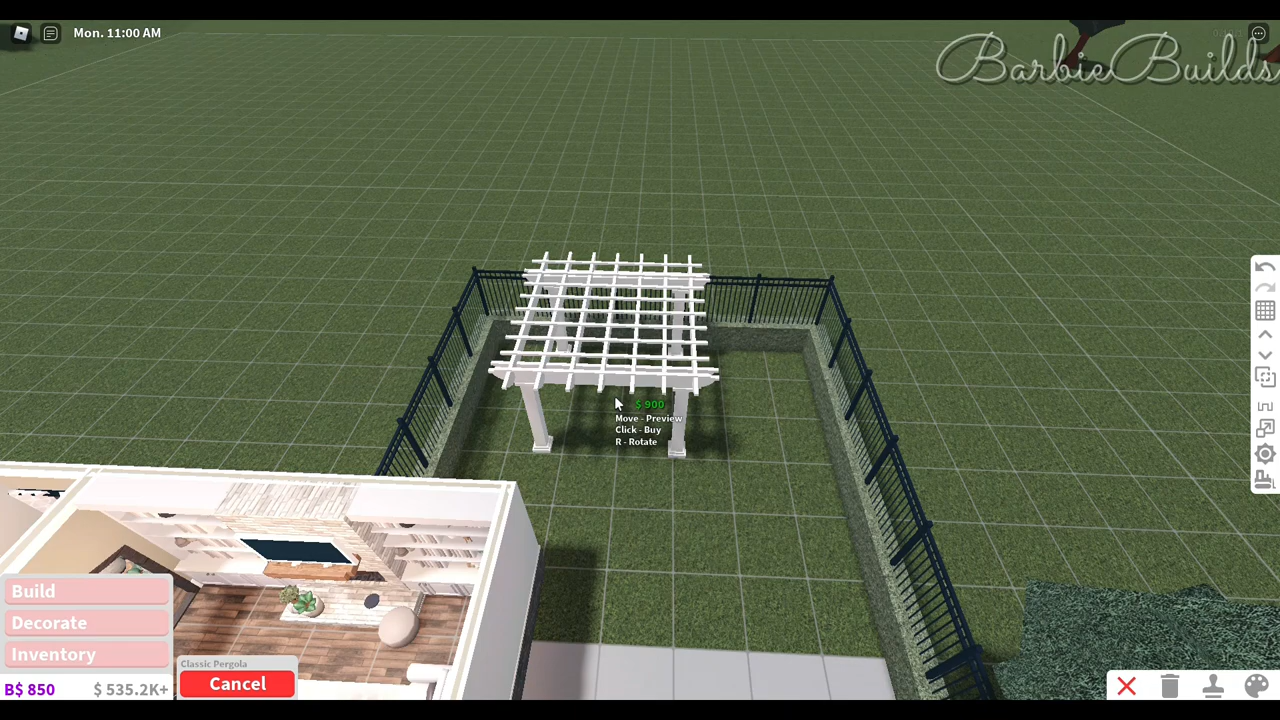 Mon. 11:00 AM
BarbieBuilds
$ 900
Move - Preview
Click - Buy
R - Rotate
Build
Decorate
Inventory
Classic Pergola
Cancel
B$ 850
$ 535.2K+